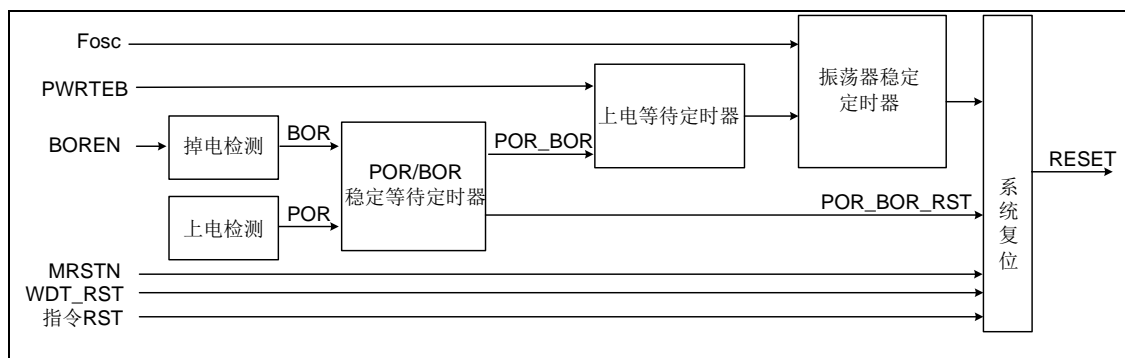 Fosc
PWRTEB
BOREN
掉电检测
BOR
上电检测
POR
POR/BOR
稳定等待定时器
POR_BOR
上电等待定时器
振荡器稳定
定时器
POR_BOR_RST
MRSTN
WDT_RST
指令RST
系统复位
RESET